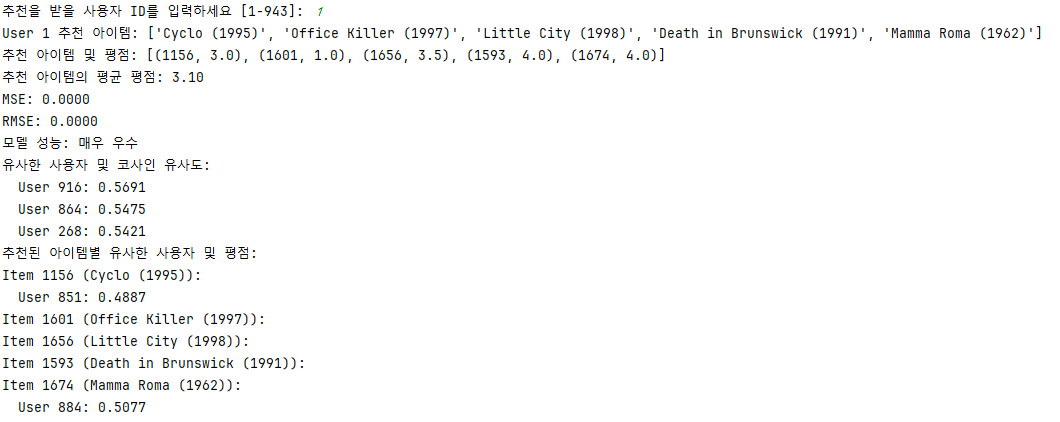 추천을 받을 사용자 ID를 입력하세요 [1-943]: 1
User 1 추천 아이템: ['Cyclo (1995)', 'Office Killer (1997)', 'Little City (1998)', 'Death in Brunswick (1991)', 'Mamma Roma (1962)']
추천 아이템 및 평점: [(1156, 3.0), (1601, 1.0), (1656, 3.5), (1593, 4.0), (1674, 4.0)]
추천 아이템의 평균 평점: 3.10
MSE: 0.0000
RMSE: 0.0000
모델 성능: 매우 우수
유사한 사용자 및 코사인 유사도:
  User 916: 0.5691
  User 864: 0.5475
  User 268: 0.5421
추천된 아이템별 유사한 사용자 및 평점:
Item 1156 (Cyclo (1995)):
  User 851: 0.4887
Item 1601 (Office Killer (1997)):
Item 1656 (Little City (1998)):
Item 1593 (Death in Brunswick (1991)):
Item 1674 (Mamma Roma (1962)):
  User 884: 0.5077